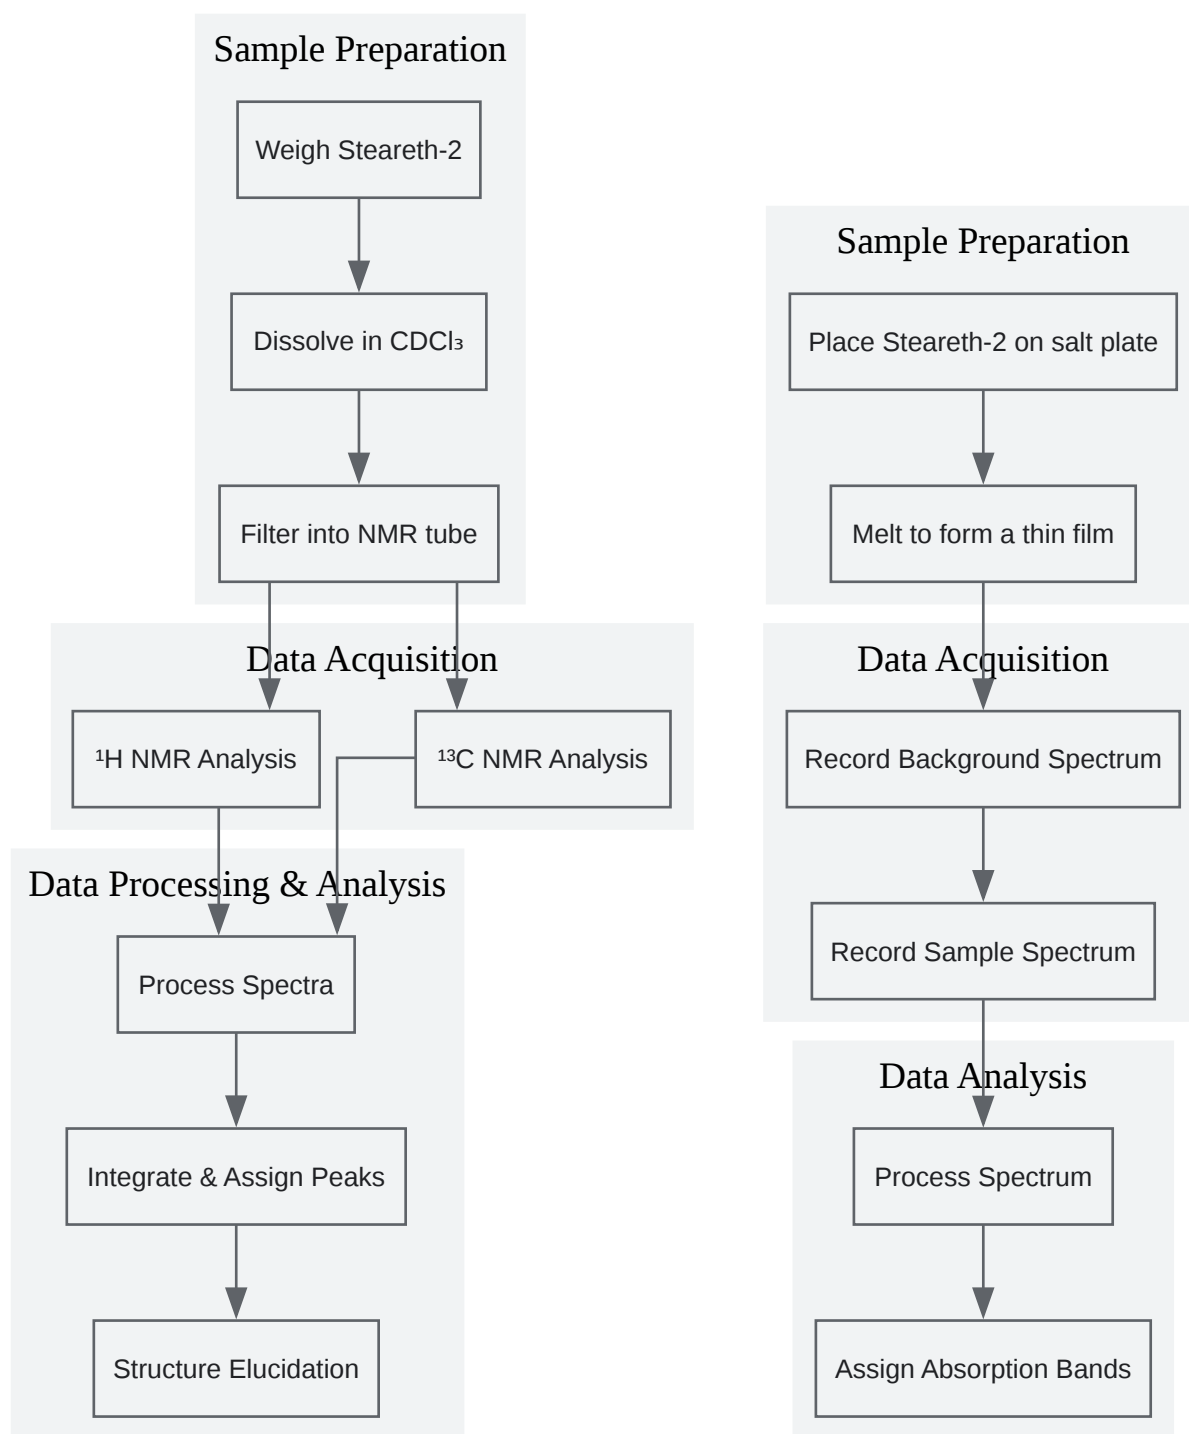 Sample Preparation
Weigh Steareth-2
Dissolve in CDCl₃
Filter into NMR tube
Data Acquisition
¹H NMR Analysis
¹³C NMR Analysis
Data Processing & Analysis
Process Spectra
Integrate & Assign Peaks
Structure Elucidation
Sample Preparation
Place Steareth-2 on salt plate
Melt to form a thin film
Data Acquisition
Record Background Spectrum
Record Sample Spectrum
Data Analysis
Process Spectrum
Assign Absorption Bands